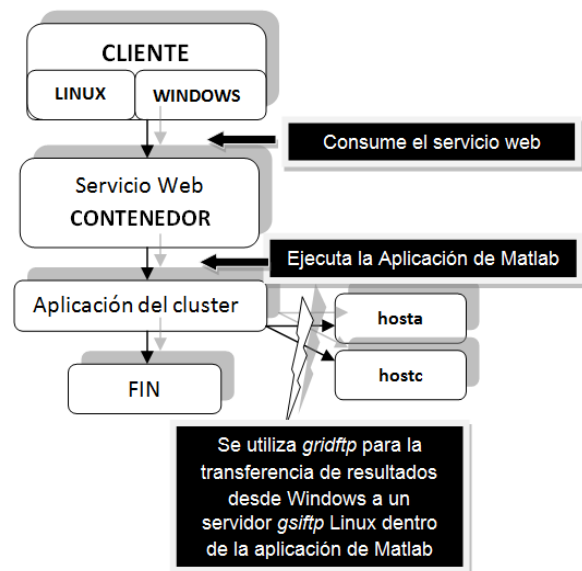 CLIENTE
LINUX
WINDOWS
Consume el servicio web
Servicio Web
CONTENEDOR
Ejecuta la Aplicación de Matlab
Aplicación del cluster
hosta
hostc
FIN
Se utiliza gridftp para la
transferencia de resultados
desde Windows a un
servidor gsiftp Linux dentro
de la aplicación de Matlab